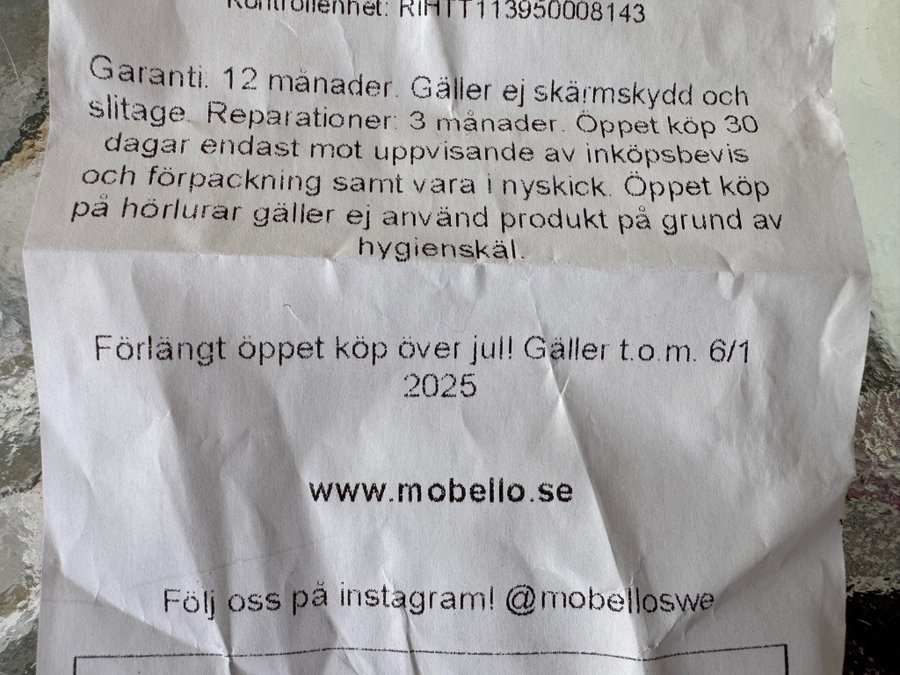 Kontrollenhet: RIHTT113950008143
Garanti. 12 månader. Gäller ej skärmskydd och
slitage. Reparationer: 3 månader. Öppet köp 30
dagar endast mot uppvisande av inköpsbevis
och förpackning samt vara i nyskick. Öppet köp
på hörlurar gäller ej använd produkt på grund av
hygienskäl.
Förlängt öppet köp över jul! Gäller t.o.m. 6/1
2025
www.mobello.se
Följ oss på instagram! @mobelloswe